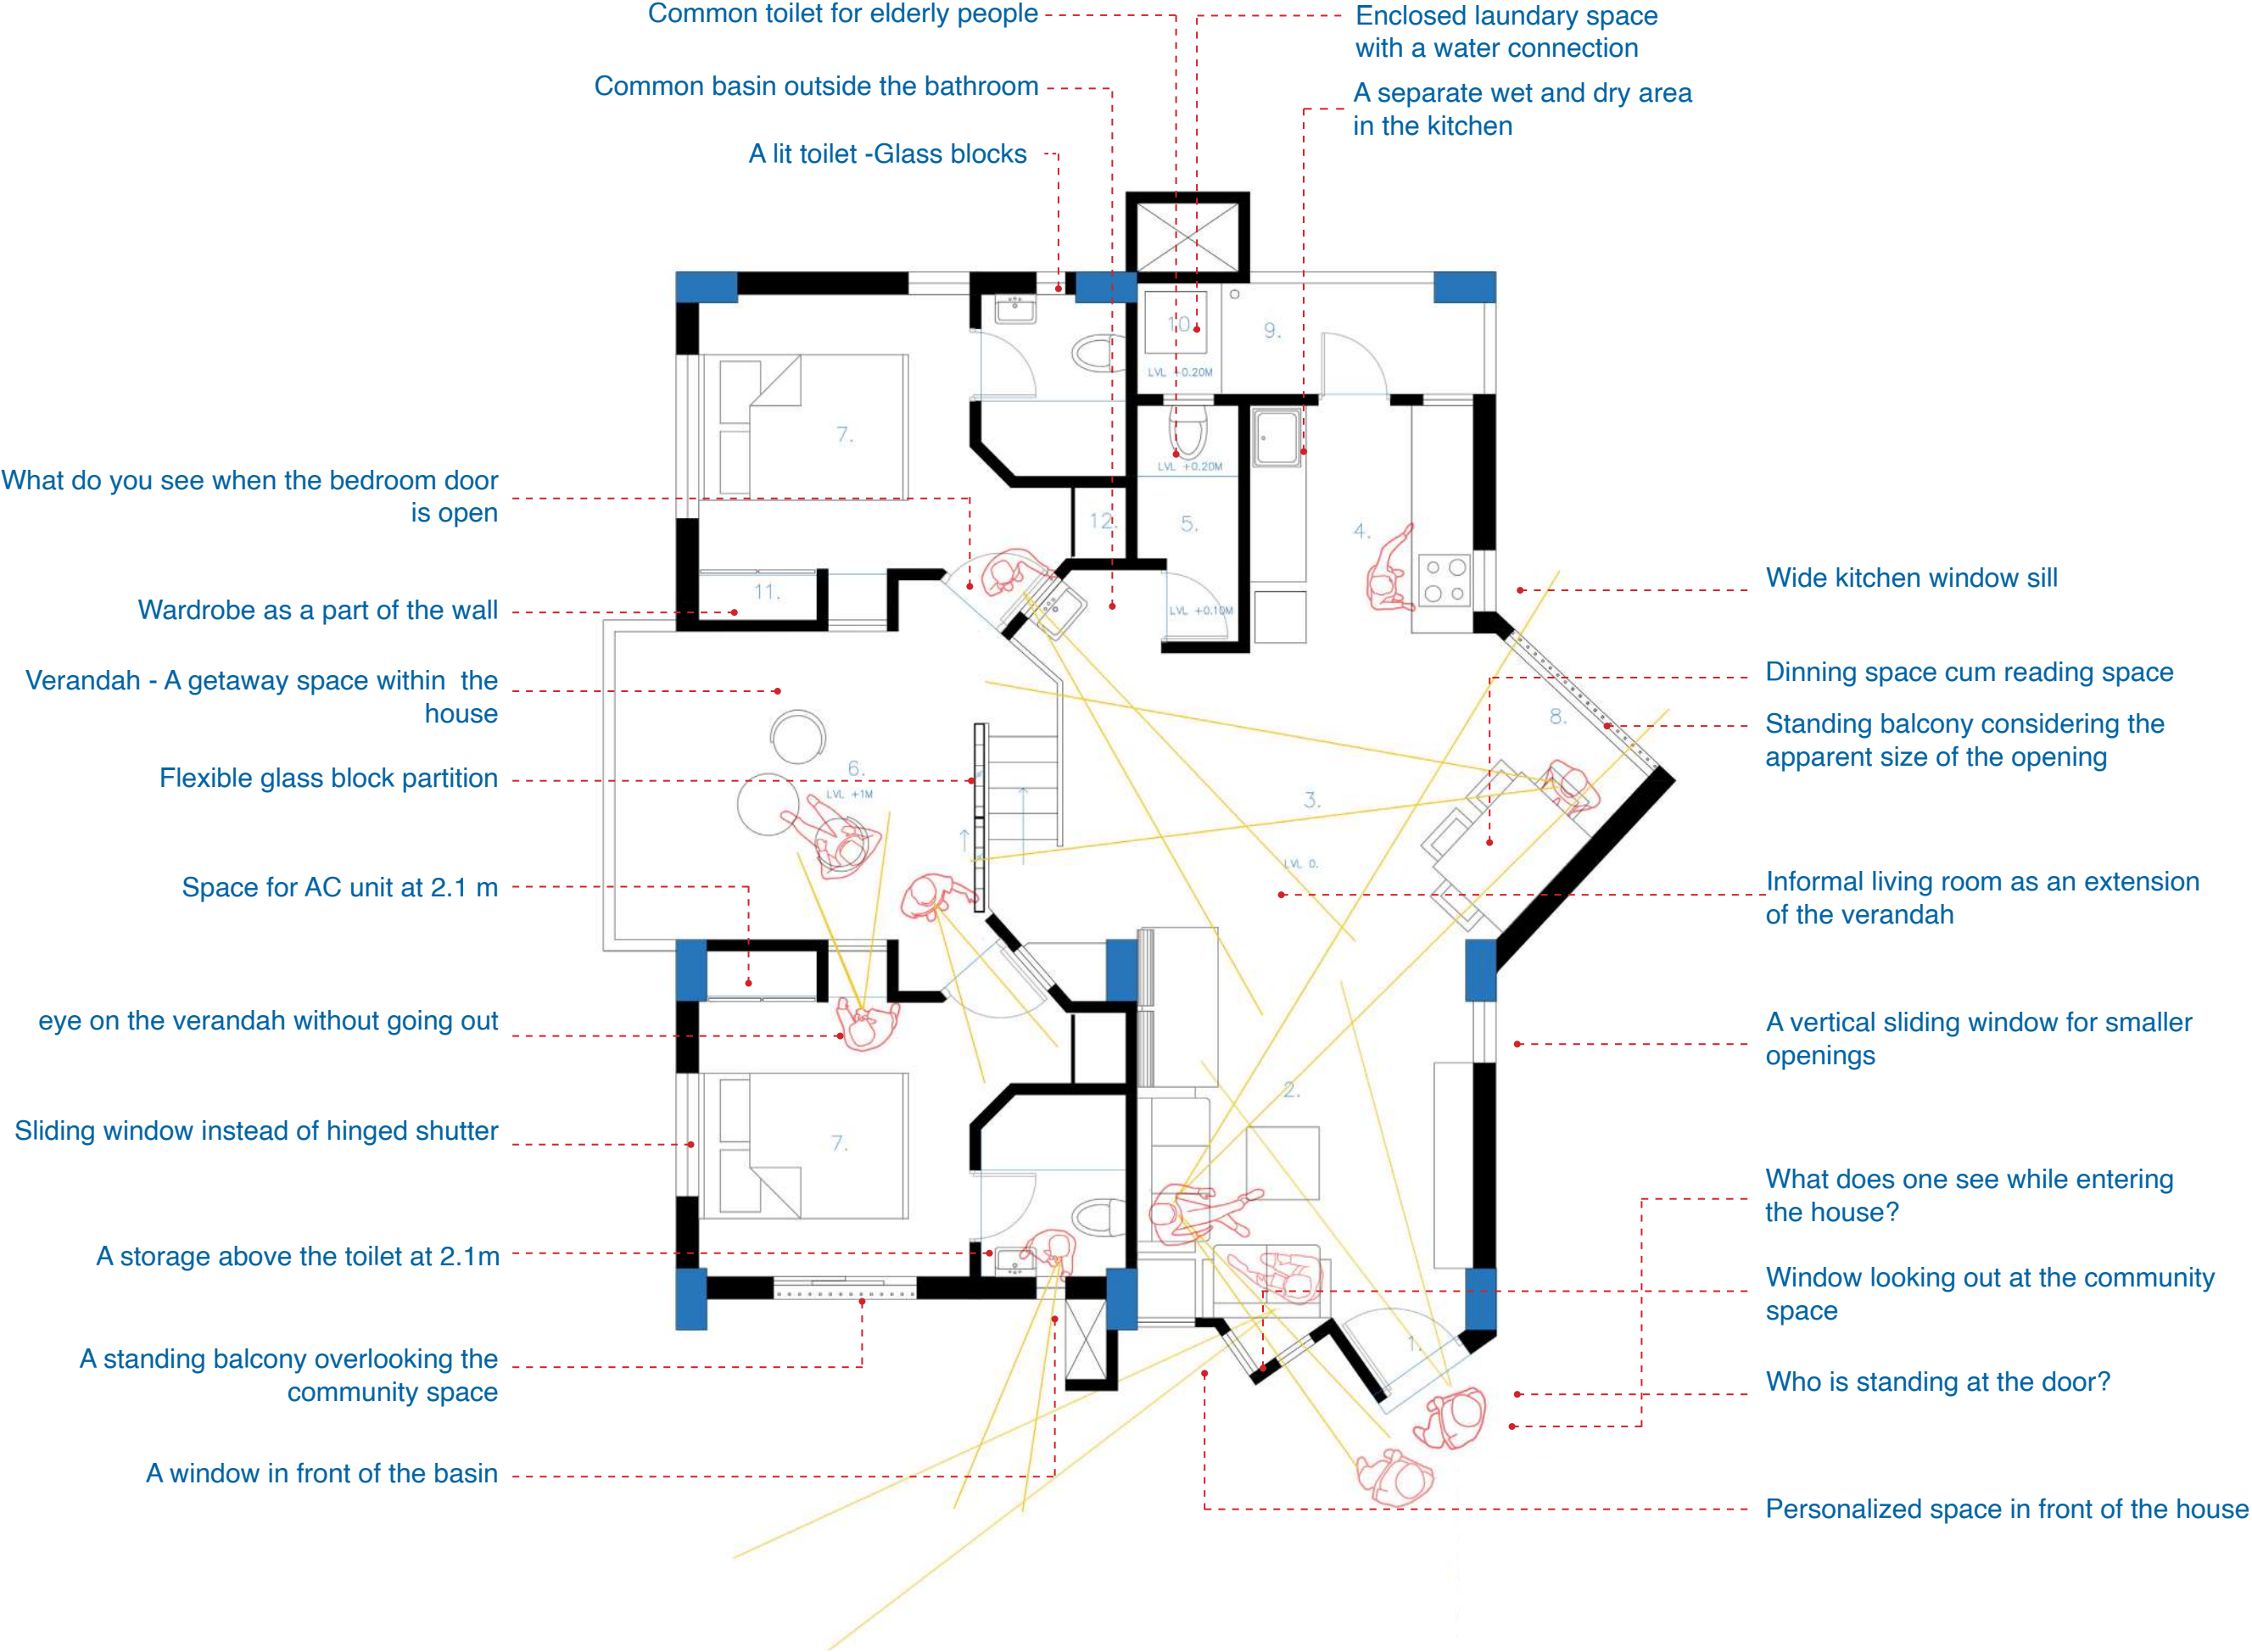 Common toilet for elderly people
Enclosed laundary space
with a water connection
Common basin outside the bathroom
A separate wet and dry area
in the kitchen
A lit toilet -Glass blocks
10.
9.
LVL +0.20M
7.
LVL +0.20M
What do you see when the bedroom door
is open
12.
5.
4.
Wide kitchen window sill
11.
Wardrobe as a part of the wall
LVL +0.10M
Verandah - A getaway space within  the
house
Dinning space cum reading space
8.
Standing balcony considering the
apparent size of the opening
Flexible glass block partition
6.
LVL +1M
3.
LVL 0.
Space for AC unit at 2.1 m
Informal living room as an extension
of the verandah
eye on the verandah without going out
A vertical sliding window for smaller
openings
2.
Sliding window instead of hinged shutter
7.
What does one see while entering
the house?
A storage above the toilet at 2.1m
Window looking out at the community
space
1.
A standing balcony overlooking the
community space
Who is standing at the door?
A window in front of the basin
Personalized space in front of the house